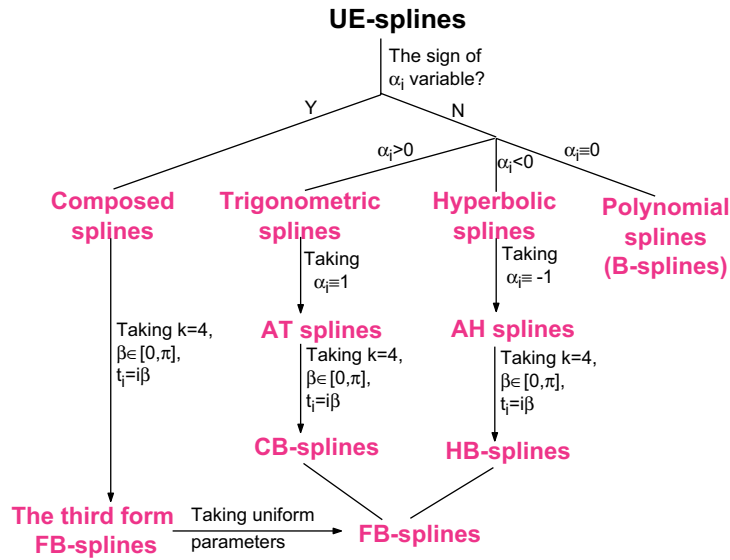 UE-splines
The sign of
αi variable?
Y
N
αi>0
αi<0
αi≡0
Composed
splines
Trigonometric
splines
Hyperbolic
splines
Polynomial
splines
(B-splines)
Taking
αi≡1
Taking
αi≡ -1
AT splines
AH splines
Taking k=4,
β∈[0,π],
ti=iβ
Taking k=4,
β∈[0,π],
ti=iβ
Taking k=4,
β∈[0,π],
ti=iβ
CB-splines
HB-splines
The third form
FB-splines
Taking uniform
parameters
FB-splines